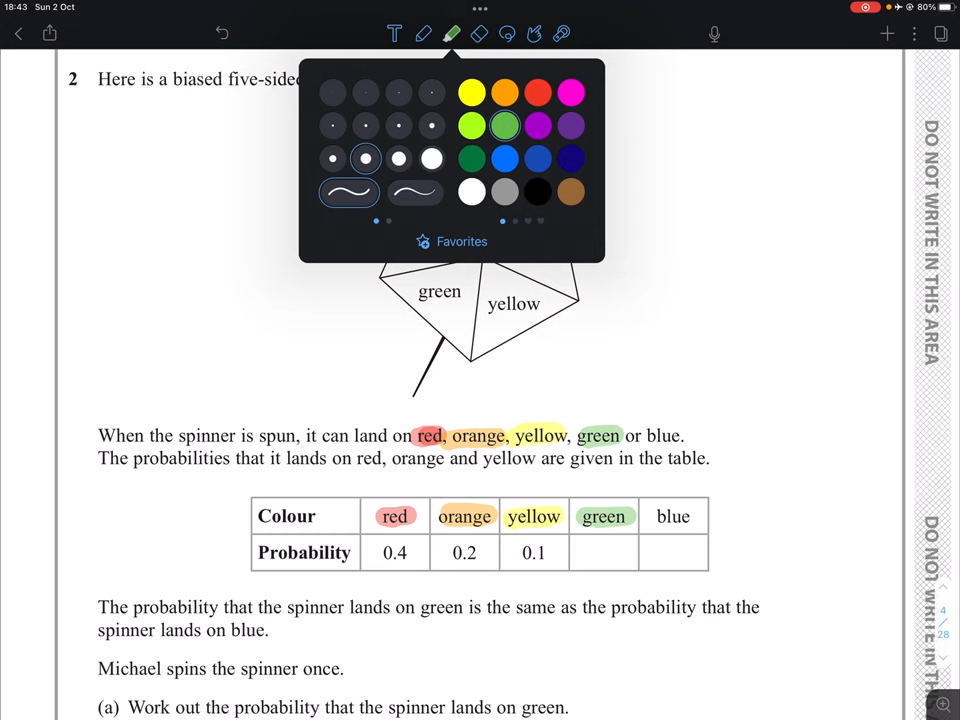 18:43 Sun 2 Oct
80%
T
2 Here is a biased five-sided
Favorites
green
yellow
When the spinner is spun, it can land on red, orange, yellow, green or blue.
The probabilities that it lands on red, orange and yellow are given in the table.
Colour red orange yellow green blue
Probability 0.4 0.2 0.1
The probability that the spinner lands on green is the same as the probability that the
spinner lands on blue.
Michael spins the spinner once.
(a) Work out the probability that the spinner lands on green.
DO NOT WRITE IN THIS AREA
DO NOT WRITE IN THIS
4
/
28